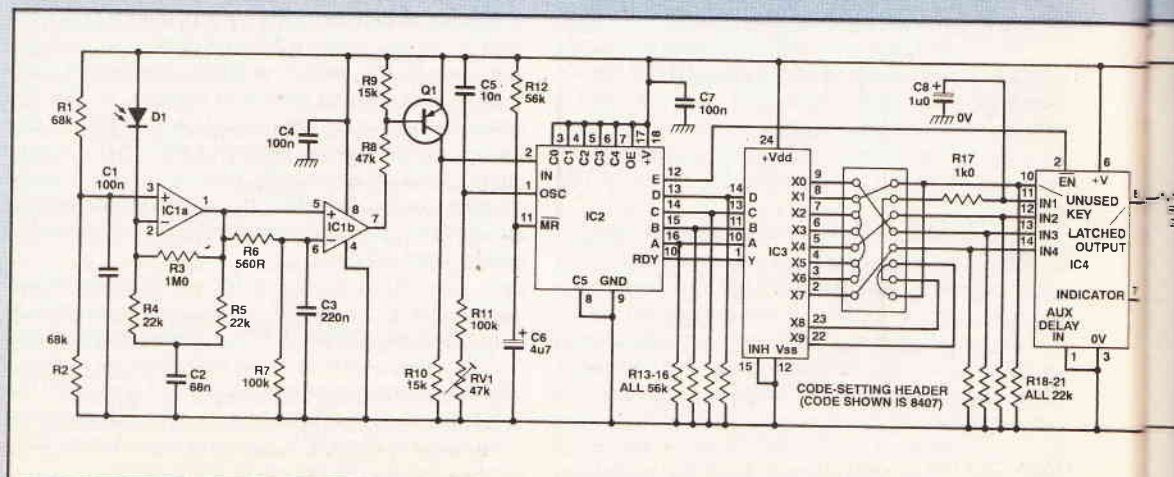 R1
68k
C1
100n
68k
R2
D1
3
+
IC1a
1
2
−
R3
1M0
R4
22k
R5
22k
C2
68n
R6
560R
C4
100n
5
+
8
IC1b
7
6
−
4
C3
220n
R7
100k
R9
15k
R8
47k
Q1
C5
10n
R12
56k
R11
100k
R10
15k
RV1
47k
C6
4u7
+
3 4 5 6 7 17 18
C0 C1 C2 C3 C4 OE +V
2
IN
1
OSC
11
MR
IC2
12
E
13
D
14
C
15
B
16
A
10
RDY
C5 GND
8 9
C7
100n
R13-16
ALL 56k
24
+Vdd
14
D
13
C
11
B
10
A
1
Y
IC3
X0 9
X1 8
X2 7
X3 6
X4 5
X5 4
X6 3
X7 2
X8 23
X9 22
INH Vss
15 12
CODE-SETTING HEADER
(CODE SHOWN IS 8407)
C8 +
1u0
0V
R17
1k0
2
EN
6
+V
10
11 IN1
12 IN2
13 IN3
14 IN4
UNUSED
KEY
LATCHED
OUTPUT
IC4
8
INDICATOR
7
AUX
DELAY
IN
0V
1 3
R18-21
ALL 22k